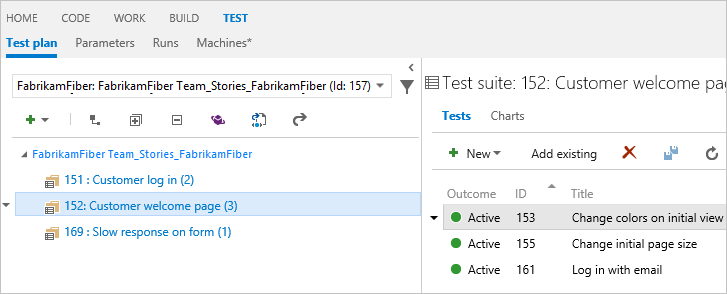 HOME CODE WORK BUILD TEST
Test plan Parameters Runs Machines*
FabrikamFiber: FabrikamFiber Team_Stories_FabrikamFiber (Id: 157)
FabrikamFiber Team_Stories_FabrikamFiber
151 : Customer log in (2)
152: Customer welcome page (3)
169 : Slow response on form (1)
Test suite: 152: Customer welcome pag
Tests Charts
New Add existing
Outcome ID Title
Active 153 Change colors on initial view
Active 155 Change initial page size
Active 161 Log in with email